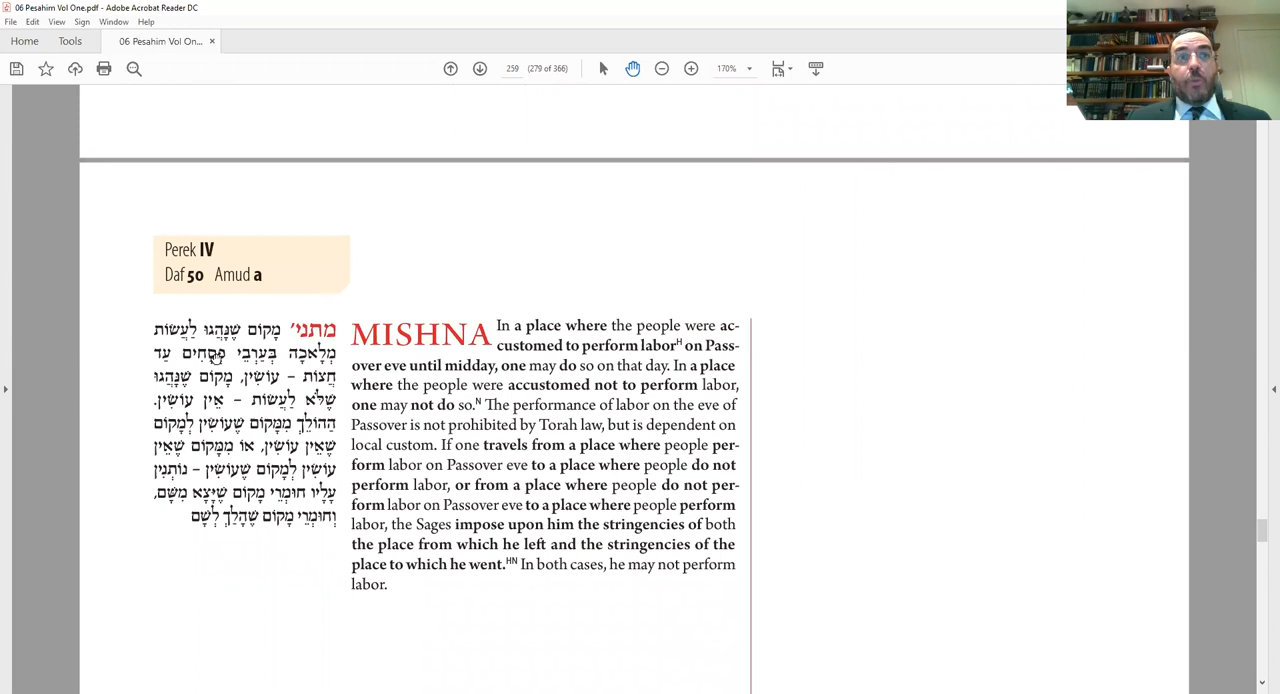 06 Pesahim Vol One.pdf - Adobe Acrobat Reader DC
File Edit View Sign Window Help
Home Tools 06 Pesahim Vol On... ×
259 (279 of 366) 170%
Perek IV
Daf 50 Amud a
מתני׳ מָקוֹם שֶׁנָּהֲגוּ לַעֲשׂוֹת
מְלָאכָה בְּעַרְבֵי פְּסָחִים עַד
חֲצוֹת – עוֹשִׂין, מָקוֹם שֶׁנָּהֲגוּ
שֶׁלֹּא לַעֲשׂוֹת – אֵין עוֹשִׂין.
הַהוֹלֵךְ מִמָּקוֹם שֶׁעוֹשִׂין לְמָקוֹם
שֶׁאֵין עוֹשִׂין, אוֹ מִמָּקוֹם שֶׁאֵין
עוֹשִׂין לְמָקוֹם שֶׁעוֹשִׂין – נוֹתְנִין
עָלָיו חוּמְרֵי מָקוֹם שֶׁיָּצָא מִשָּׁם,
וְחוּמְרֵי מָקוֹם שֶׁהָלַךְ לְשָׁם
MISHNA In a place where the people were ac-
customed to perform laborᴴ on Pass-
over eve until midday, one may do so on that day. In a place
where the people were accustomed not to perform labor,
one may not do so.ᴺ The performance of labor on the eve of
Passover is not prohibited by Torah law, but is dependent on
local custom. If one travels from a place where people per-
form labor on Passover eve to a place where people do not
perform labor, or from a place where people do not per-
form labor on Passover eve to a place where people perform
labor, the Sages impose upon him the stringencies of both
the place from which he left and the stringencies of the
place to which he went.ᴴᴺ In both cases, he may not perform
labor.